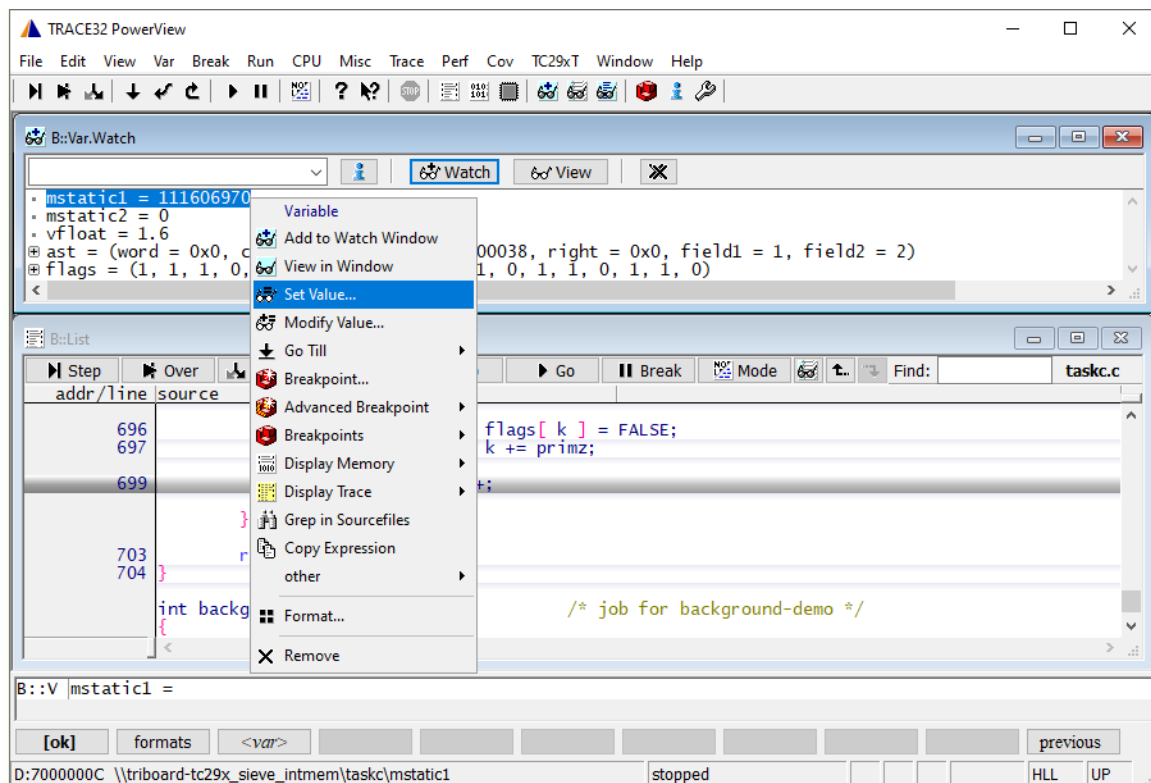 TRACE32 PowerView
File Edit View Var Break Run CPU Misc Trace Perf Cov TC29xT Window Help
B::Var.Watch
Watch View
mstatic1 = 111606970
mstatic2 = 0
vfloat = 1.6
ast = (word = 0x0, c 00038, right = 0x0, field1 = 1, field2 = 2)
flags = (1, 1, 1, 0, 1, 0, 1, 1, 0, 1, 1, 0)
Variable
Add to Watch Window
View in Window
Set Value...
Modify Value...
Go Till
Breakpoint...
Advanced Breakpoint
Breakpoints
Display Memory
Display Trace
Grep in Sourcefiles
Copy Expression
other
Format...
Remove
B::List
Step Over Go Break Mode Find: taskc.c
addr/line source
696 flags[ k ] = FALSE;
697 k += primz;
699 +;
}
703 r
704 }
int backg /* job for background-demo */
{
B::V mstatic1 =
[ok] formats <var> previous
D:7000000C \\triboard-tc29x_sieve_intmem\taskc\mstatic1 stopped HLL UP